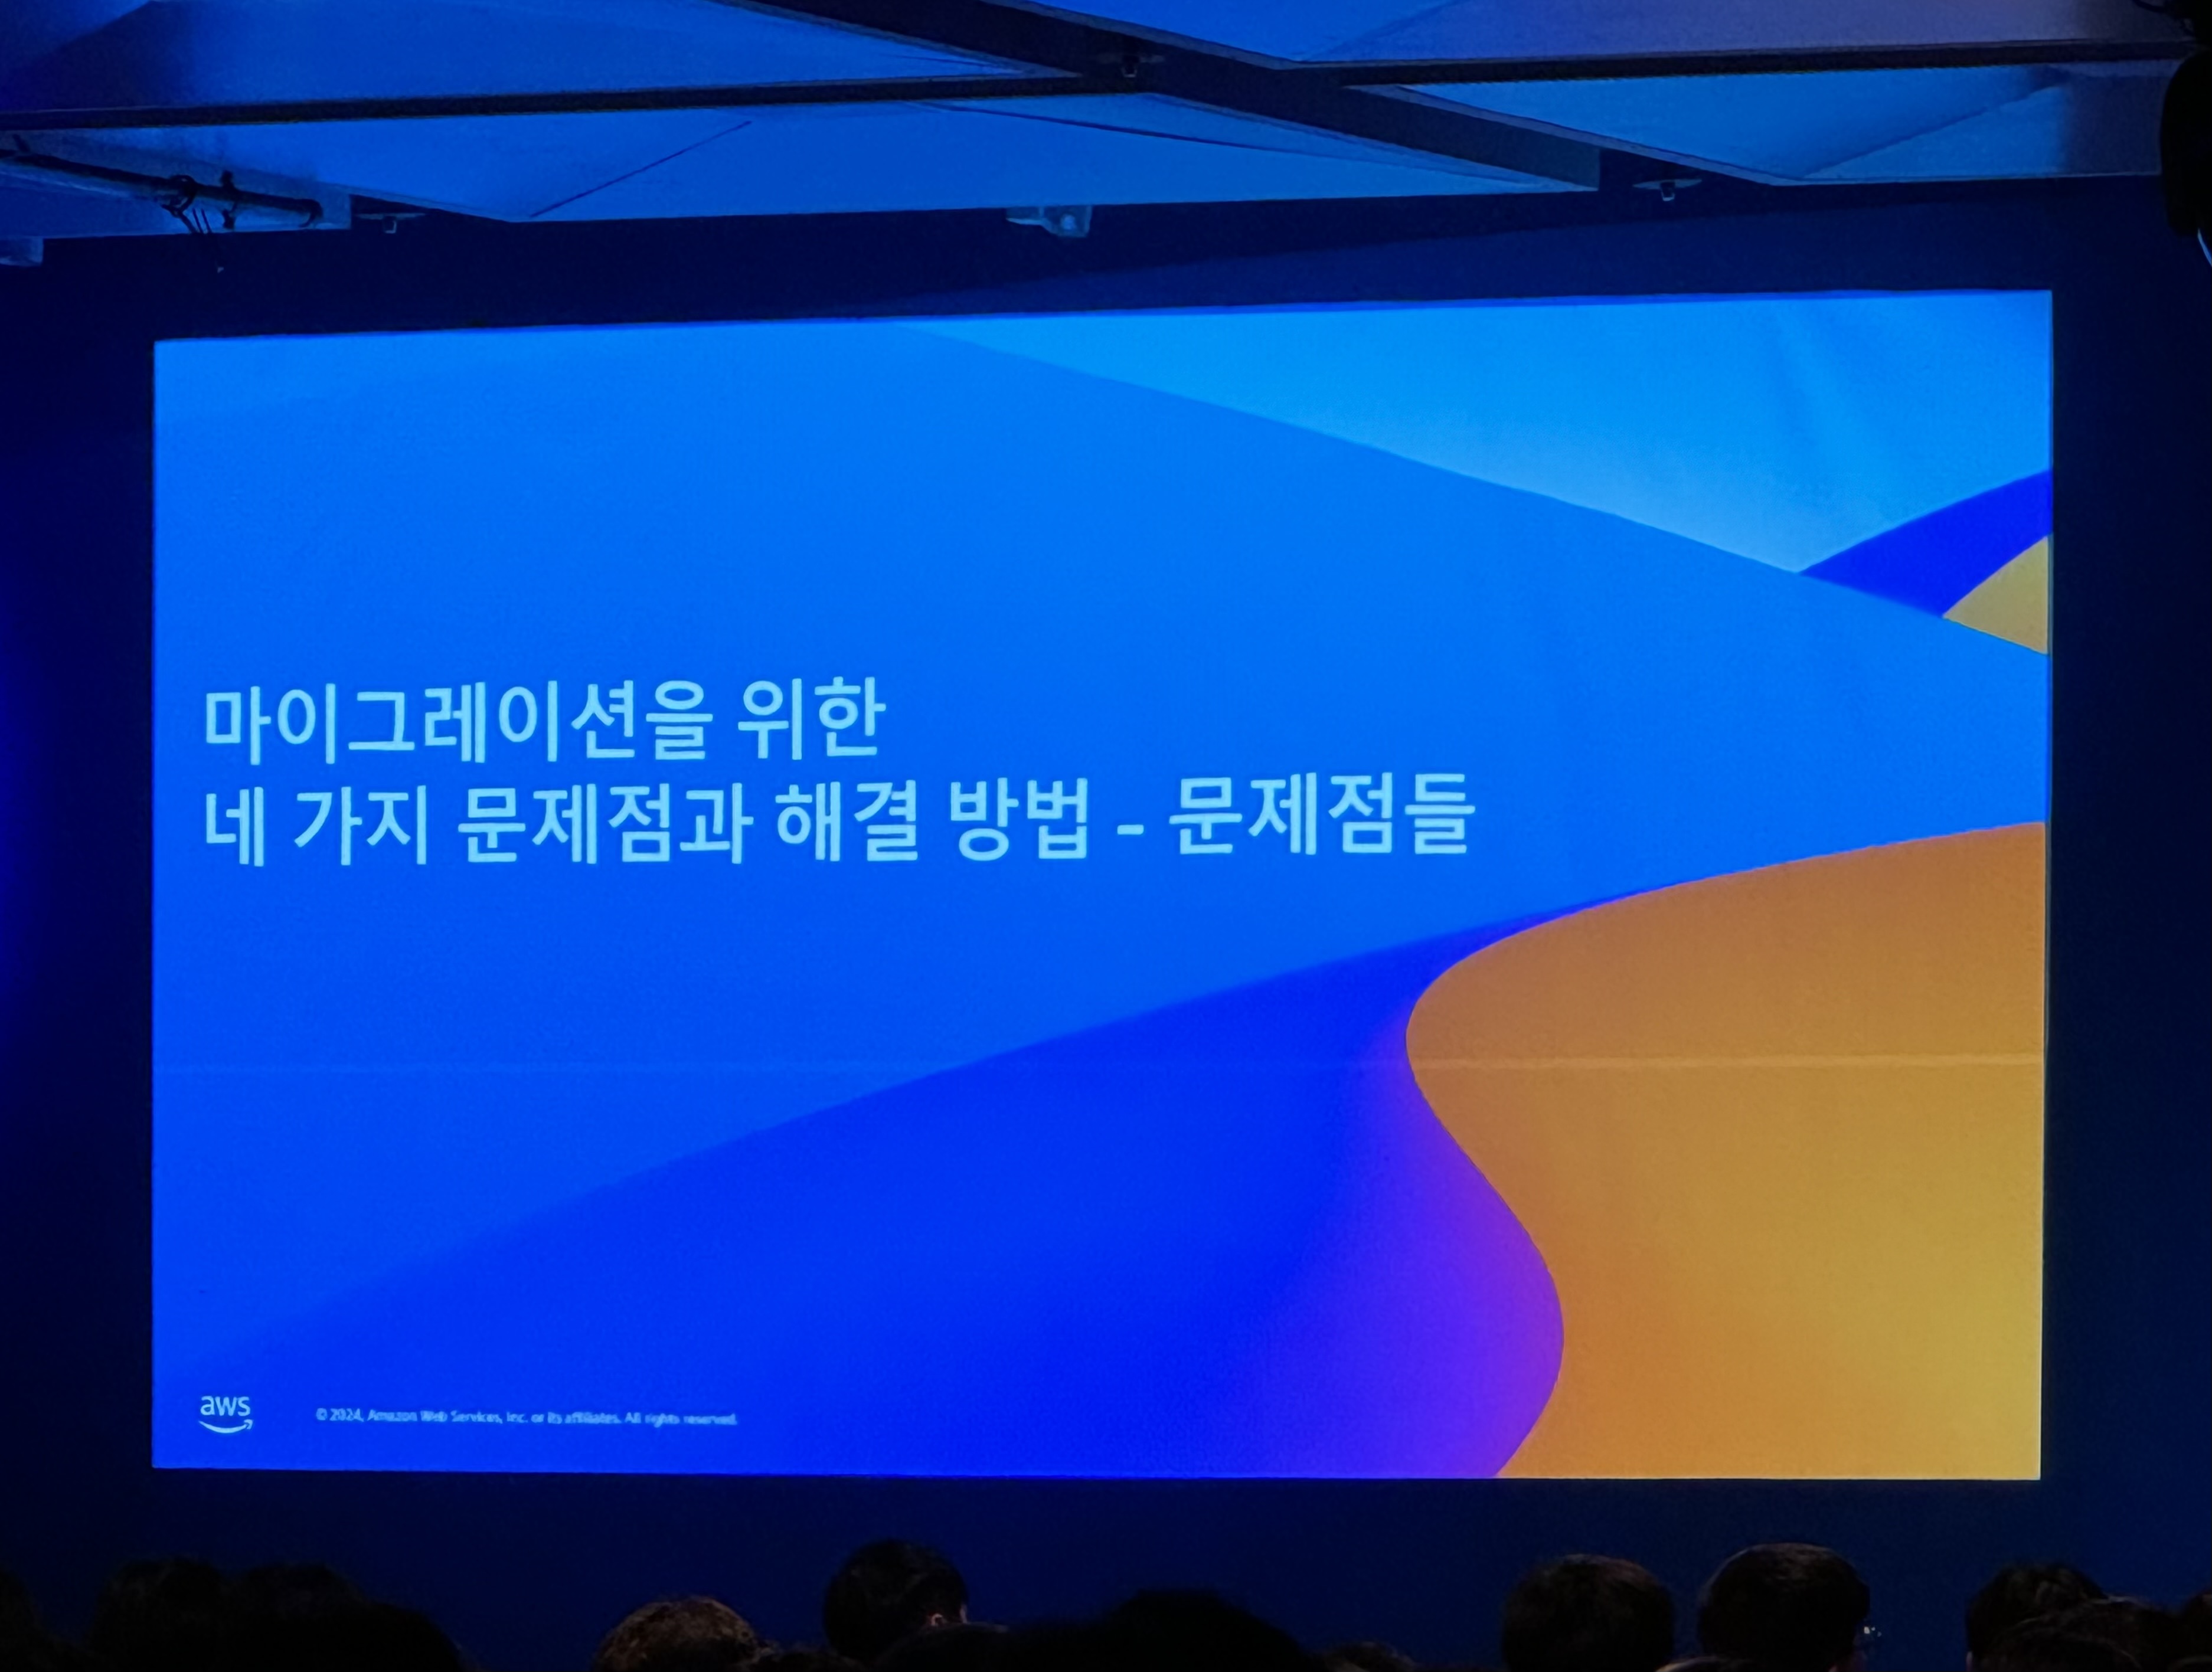 마이그레이션을 위한
네 가지 문제점과 해결 방법 - 문제점들
aws
© 2024, Amazon Web Services, Inc. or its affiliates. All rights reserved.